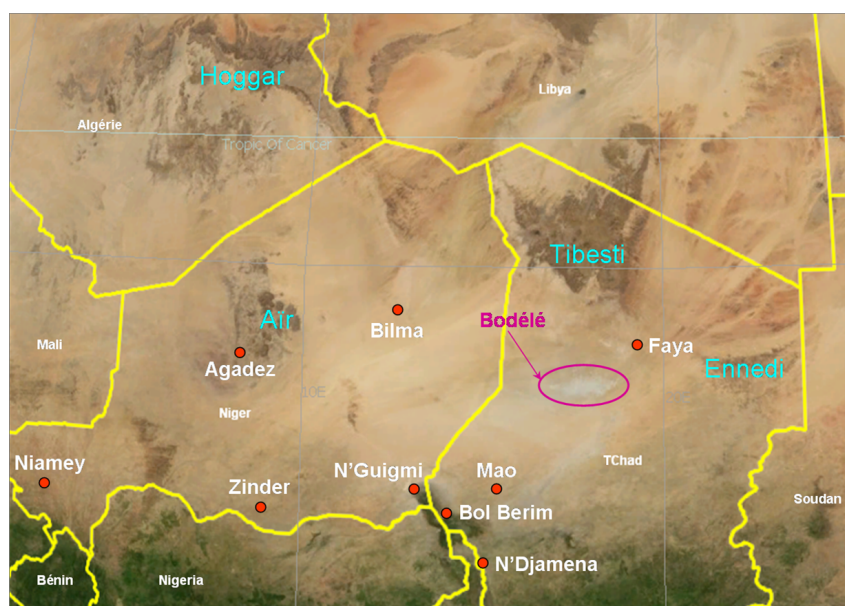 Hoggar
Libya
Algérie
Tropic Of Cancer
Tibesti
Bilma
Bodélé
Aïr
Mali
Agadez
Faya
Ennedi
10E
Niger
Niamey
N'Guigmi
Mao
TChad
Zinder
Bol Berim
Soudan
N'Djamena
Bénin
Nigeria